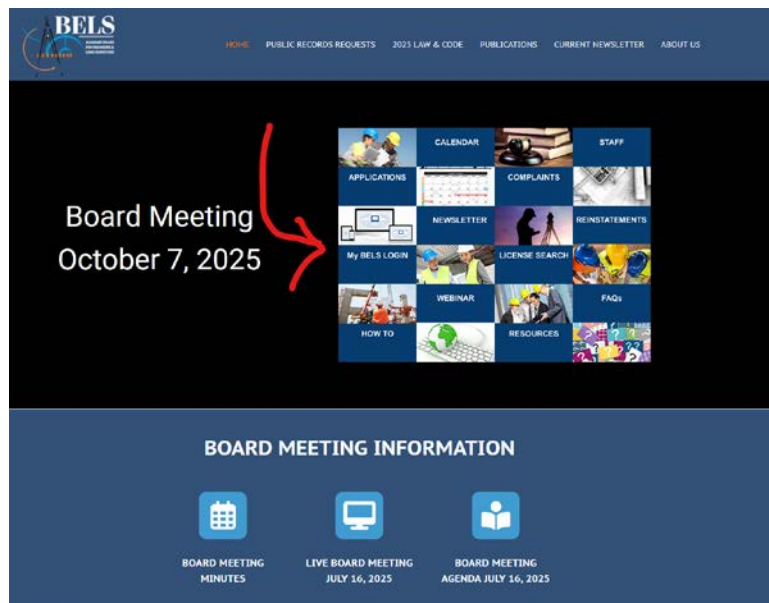 BELS
HOME PUBLIC RECORDS REQUESTS 2025 LAW & CODE PUBLICATIONS CURRENT NEWSLETTER ABOUT US
Board Meeting
October 7, 2025
CALENDAR STAFF
APPLICATIONS COMPLAINTS
NEWSLETTER REINSTATEMENTS
My BELS LOGIN LICENSE SEARCH
WEBINAR FAQs
HOW TO RESOURCES
BOARD MEETING INFORMATION
BOARD MEETING LIVE BOARD MEETING BOARD MEETING
MINUTES JULY 16, 2025 AGENDA JULY 16, 2025